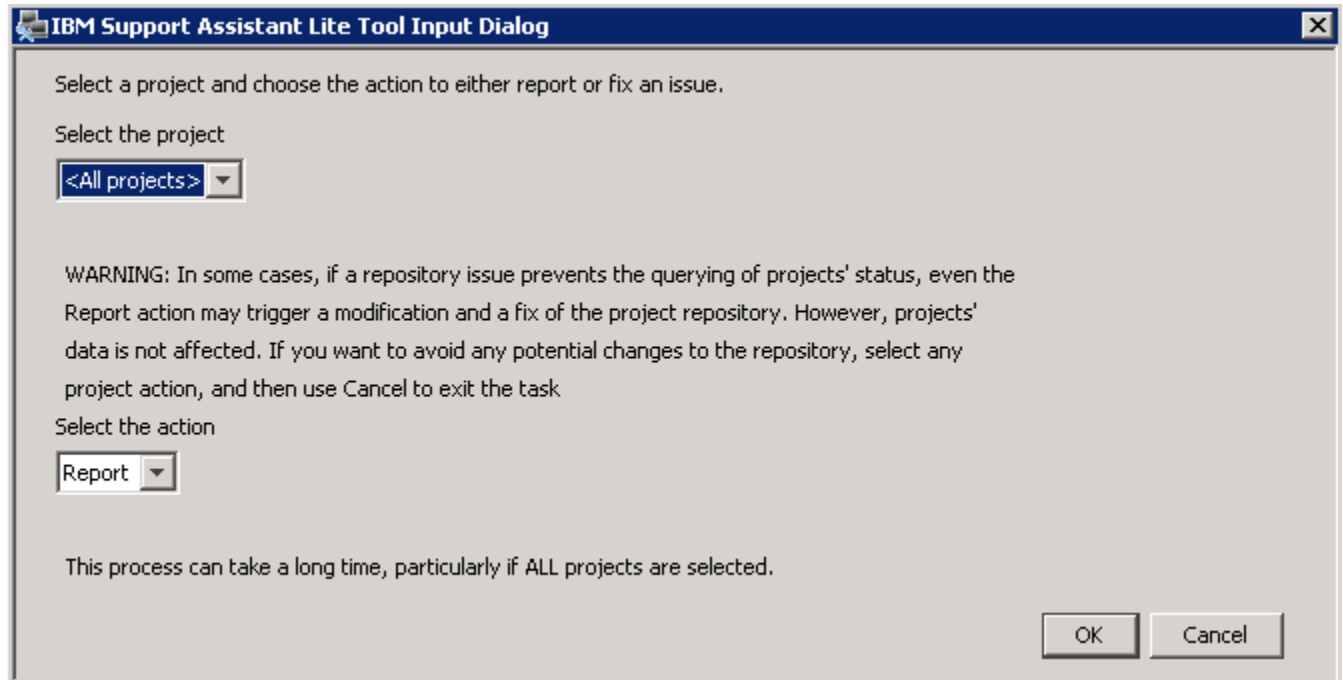 IBM Support Assistant Lite Tool Input Dialog
Select a project and choose the action to either report or fix an issue.
Select the project
<All projects>
WARNING: In some cases, if a repository issue prevents the querying of projects' status, even the
Report action may trigger a modification and a fix of the project repository. However, projects'
data is not affected. If you want to avoid any potential changes to the repository, select any
project action, and then use Cancel to exit the task
Select the action
Report
This process can take a long time, particularly if ALL projects are selected.
OK Cancel